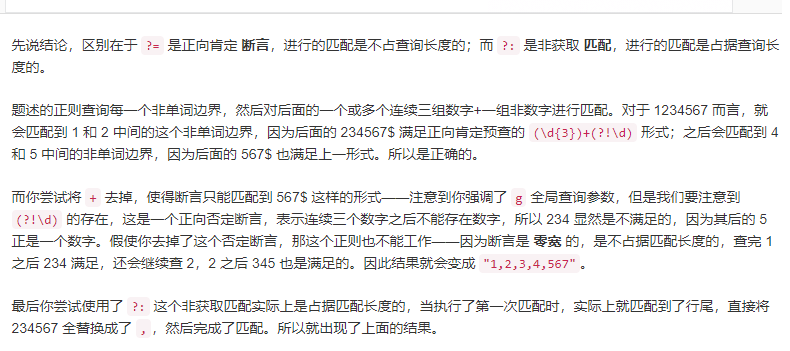 先说结论，区别在于 ?= 是正向肯定 断言，进行的匹配是不占查询长度的；而 ?: 是非获取 匹配，进行的匹配是占据查询长
度的。
题述的正则查询每一个非单词边界，然后对后面的一个或多个连续三组数字+一组非数字进行匹配。对于 1234567 而言，就
会匹配到 1 和 2 中间的这个非单词边界，因为后面的 234567$ 满足正向肯定预查的 (\d{3})+(?!\d) 形式；之后会匹配到 4
和 5 中间的非单词边界，因为后面的 567$ 也满足上一形式。所以是正确的。
而你尝试将 + 去掉，使得断言只能匹配到 567$ 这样的形式——注意到你强调了 g 全局查询参数，但是我们要注意到
(?!\d) 的存在，这是一个正向否定断言，表示连续三个数字之后不能存在数字，所以 234 显然是不满足的，因为其后的 5
正是一个数字。假使你去掉了这个否定断言，那这个正则也不能工作——因为断言是 零宽 的，是不占据匹配长度的，查完 1
之后 234 满足，还会继续查 2，2 之后 345 也是满足的。因此结果就会变成 "1,2,3,4,567"。
最后你尝试使用了 ?: 这个非获取匹配实际上是占据匹配长度的，当执行了第一次匹配时，实际上就匹配到了行尾，直接将
234567 全替换成了 , ，然后完成了匹配。所以就出现了上面的结果。